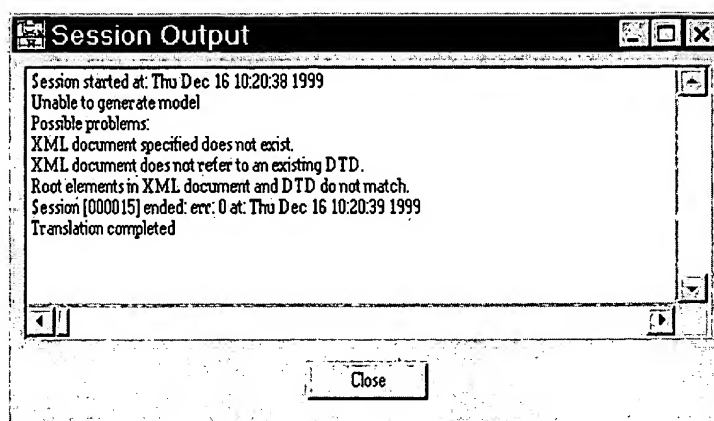 Session Output
Session started at: Thu Dec 16 10:20:38 1999
Unable to generate model
Possible problems:
XML document specified does not exist.
XML document does not refer to an existing DTD.
Root elements in XML document and DTD do not match.
Session [000015] ended: err: 0 at: Thu Dec 16 10:20:39 1999
Translation completed
Close